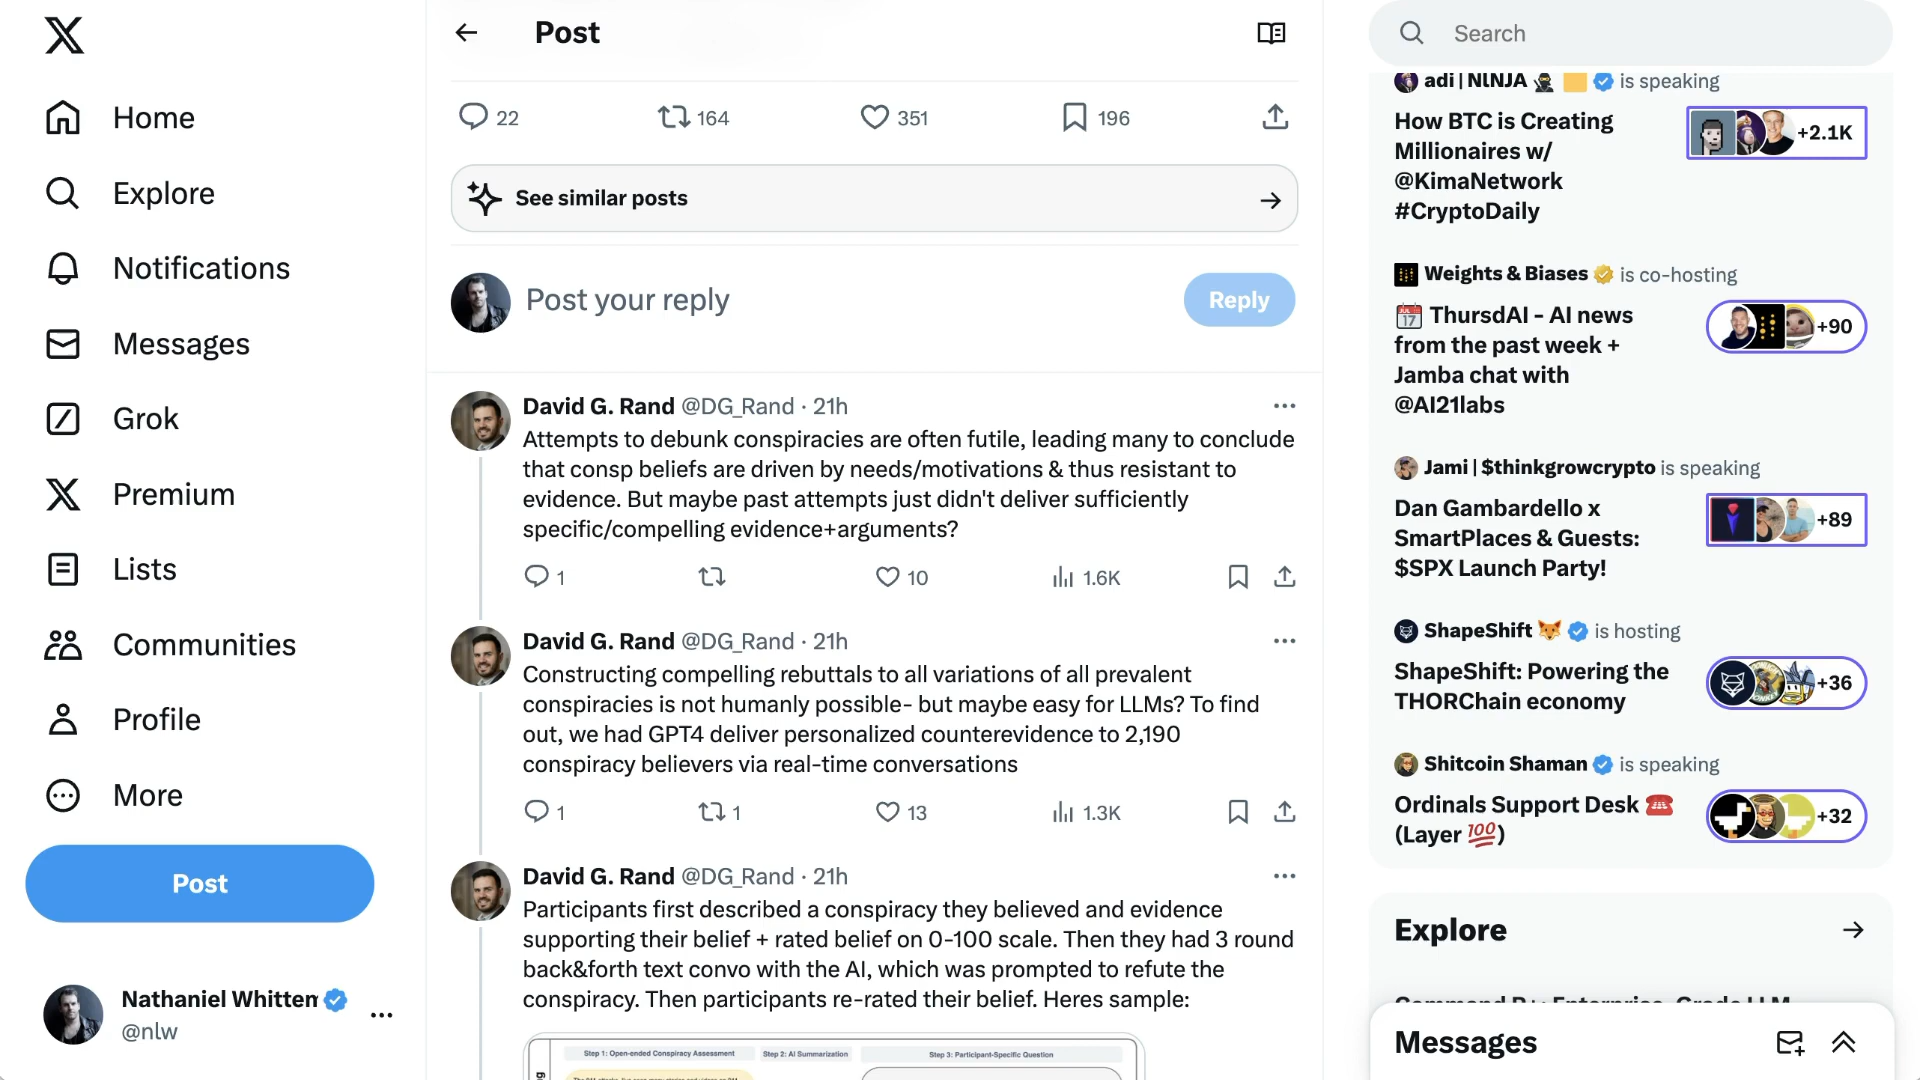 Home
Explore
Notifications
Messages
Grok
Premium
Lists
Communities
Profile
More
Post
Nathaniel Whittem
@nlw
Post
22
164
351
196
See similar posts
Post your reply
Reply
David G. Rand @DG_Rand · 21h
Attempts to debunk conspiracies are often futile, leading many to conclude
that consp beliefs are driven by needs/motivations & thus resistant to
evidence. But maybe past attempts just didn't deliver sufficiently
specific/compelling evidence+arguments?
1
10
1.6K
David G. Rand @DG_Rand · 21h
Constructing compelling rebuttals to all variations of all prevalent
conspiracies is not humanly possible- but maybe easy for LLMs? To find
out, we had GPT4 deliver personalized counterevidence to 2,190
conspiracy believers via real-time conversations
1
1
13
1.3K
David G. Rand @DG_Rand · 21h
Participants first described a conspiracy they believed and evidence
supporting their belief + rated belief on 0-100 scale. Then they had 3 round
back&forth text convo with the AI, which was prompted to refute the
conspiracy. Then participants re-rated their belief. Heres sample:
Step 1: Open-ended Conspiracy Assessment
Step 2: AI Summarization
Step 3: Participant-Specific Question
Search
adi | NINJA is speaking
How BTC is Creating
Millionaires w/
@KimaNetwork
#CryptoDaily
+2.1K
Weights & Biases is co-hosting
JUL 17 ThursdAI - AI news
from the past week +
Jamba chat with
@AI21labs
+90
Jami | $thinkgrowcrypto is speaking
Dan Gambardello x
SmartPlaces & Guests:
$SPX Launch Party!
+89
ShapeShift is hosting
ShapeShift: Powering the
THORChain economy
+36
Shitcoin Shaman is speaking
Ordinals Support Desk
(Layer 100)
+32
Explore
Command R+: Enterprise-Grade LLM
Messages